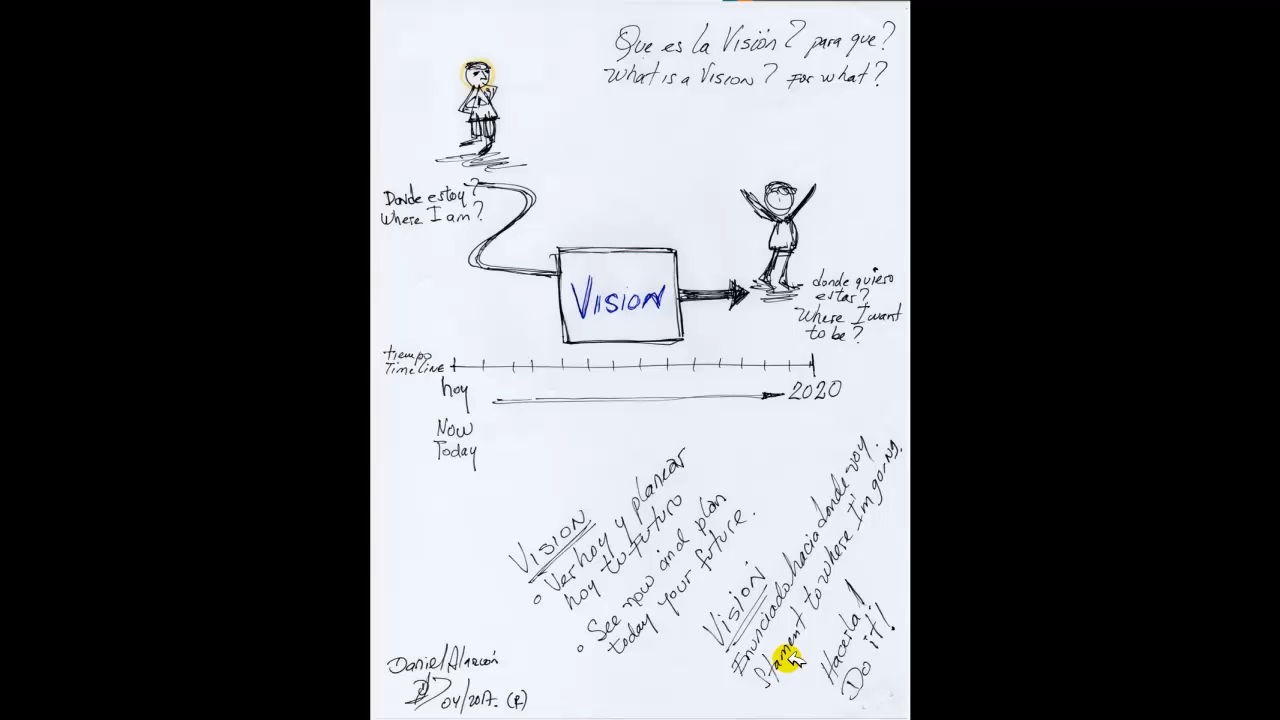 Que es la Visión? para que?
What is a Vision? For what?
Donde estoy?
Where I am?
VISION
donde quiero
estar?
Where I want
to be?
tiempo
TimeLine
hoy
2020
Now
Today
VISION
Ver hoy y planear
hoy tu futuro
See now and plan
today your future.
VISION
Enunciado hacia donde voy.
Stament to where I'm going.
Hacerla!
Do it!
Daniel Alarcón
04/2017. (R)